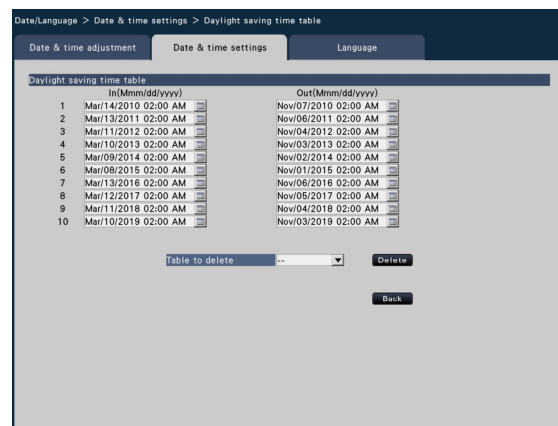 Date/Language > Date & time settings > Daylight saving time table
Date & time adjustment Date & time settings Language
Daylight saving time table
In(Mmm/dd/yyyy) Out(Mmm/dd/yyyy)
1 Mar/14/2010 02:00 AM Nov/07/2010 02:00 AM
2 Mar/13/2011 02:00 AM Nov/06/2011 02:00 AM
3 Mar/11/2012 02:00 AM Nov/04/2012 02:00 AM
4 Mar/10/2013 02:00 AM Nov/03/2013 02:00 AM
5 Mar/09/2014 02:00 AM Nov/02/2014 02:00 AM
6 Mar/08/2015 02:00 AM Nov/01/2015 02:00 AM
7 Mar/13/2016 02:00 AM Nov/06/2016 02:00 AM
8 Mar/12/2017 02:00 AM Nov/05/2017 02:00 AM
9 Mar/11/2018 02:00 AM Nov/04/2018 02:00 AM
10 Mar/10/2019 02:00 AM Nov/03/2019 02:00 AM
Table to delete -- Delete
Back